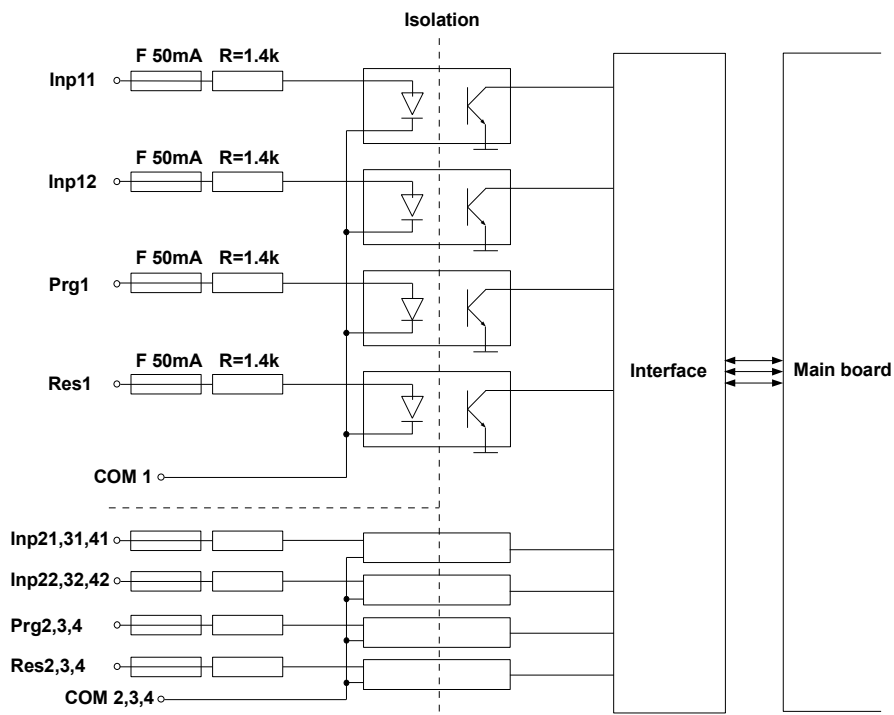 Isolation
F 50mA R=1.4k
Inp11
F 50mA R=1.4k
Inp12
F 50mA R=1.4k
Prg1
F 50mA R=1.4k
Res1
Interface
Main board
COM 1
Inp21,31,41
Inp22,32,42
Prg2,3,4
Res2,3,4
COM 2,3,4